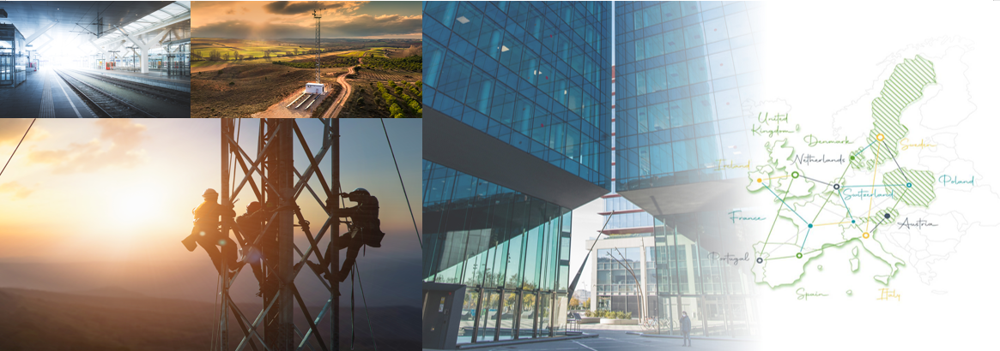 United
Kingdom
Denmark
Sweden
Netherlands
Ireland
Poland
Switzerland
France
Austria
Portugal
Spain
Italy